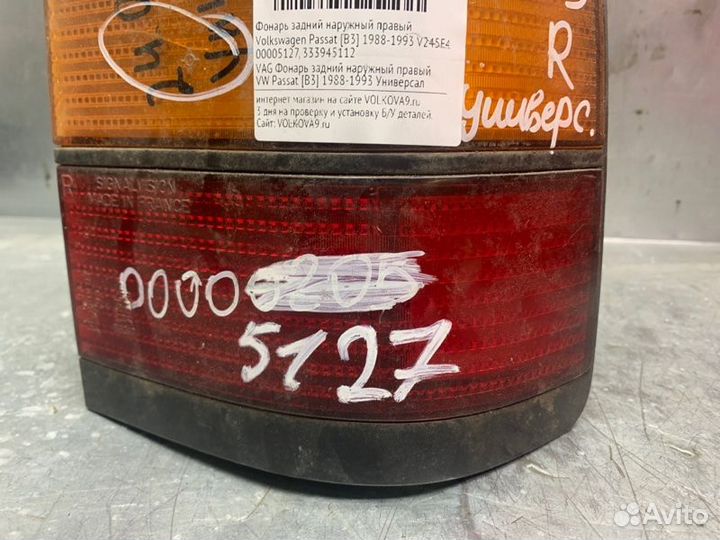 Фонарь задний наружный правый
Volkswagen Passat [B3] 1988-1993 V24SE4
00005127, 333945112
VAG Фонарь задний наружный правый
VW Passat [B3] 1988-1993 Универсал
интернет магазин на сайте VOLKOVA9.ru
3 дня на проверку и установку Б/У деталей.
Сайт: VOLKOVA9.ru
R
Универс.
R SIGNALVISION
MADE IN FRANCE
0000
5127
Avito